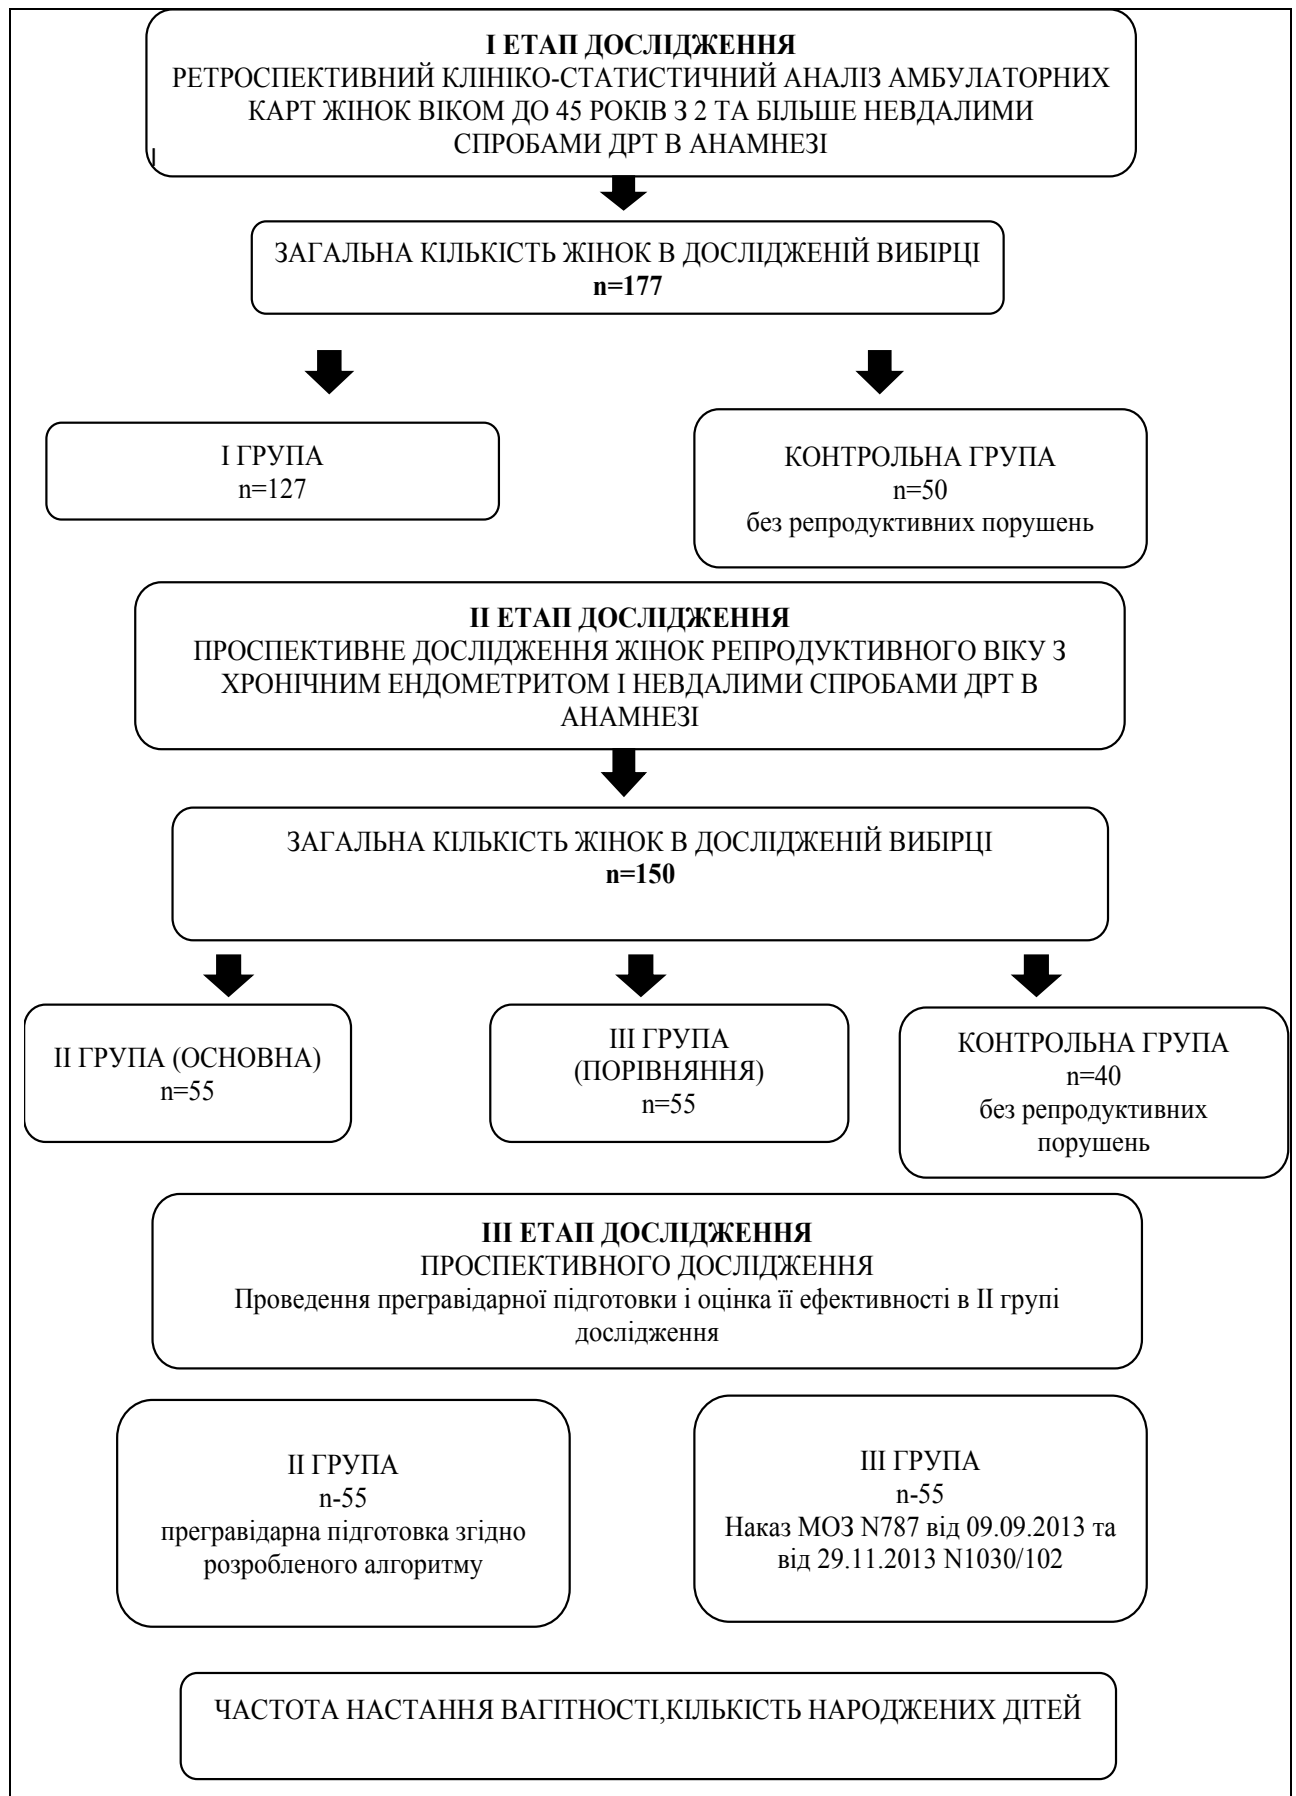 І ЕТАП ДОСЛІДЖЕННЯ
РЕТРОСПЕКТИВНИЙ КЛІНІКО-СТАТИСТИЧНИЙ АНАЛІЗ АМБУЛАТОРНИХ
КАРТ ЖІНОК ВІКОМ ДО 45 РОКІВ З 2 ТА БІЛЬШЕ НЕВДАЛИМИ
СПРОБАМИ ДРТ В АНАМНЕЗІ
ЗАГАЛЬНА КІЛЬКІСТЬ ЖІНОК В ДОСЛІДЖЕНІЙ ВИБІРЦІ
n=177
І ГРУПА
n=127
КОНТРОЛЬНА ГРУПА
n=50
без репродуктивних порушень
ІІ ЕТАП ДОСЛІДЖЕННЯ
ПРОСПЕКТИВНЕ ДОСЛІДЖЕННЯ ЖІНОК РЕПРОДУКТИВНОГО ВІКУ З
ХРОНІЧНИМ ЕНДОМЕТРИТОМ І НЕВДАЛИМИ СПРОБАМИ ДРТ В
АНАМНЕЗІ
ЗАГАЛЬНА КІЛЬКІСТЬ ЖІНОК В ДОСЛІДЖЕНІЙ ВИБІРЦІ
n=150
ІІ ГРУПА (ОСНОВНА)
n=55
ІІІ ГРУПА
(ПОРІВНЯННЯ)
n=55
КОНТРОЛЬНА ГРУПА
n=40
без репродуктивних
порушень
ІІІ ЕТАП ДОСЛІДЖЕННЯ
ПРОСПЕКТИВНОГО ДОСЛІДЖЕННЯ
Проведення прегравідарної підготовки і оцінка її ефективності в ІІ групі
дослідження
ІІ ГРУПА
n-55
прегравідарна підготовка згідно
розробленого алгоритму
ІІІ ГРУПА
n-55
Наказ МОЗ N787 від 09.09.2013 та
від 29.11.2013 N1030/102
ЧАСТОТА НАСТАННЯ ВАГІТНОСТІ,КІЛЬКІСТЬ НАРОДЖЕНИХ ДІТЕЙ